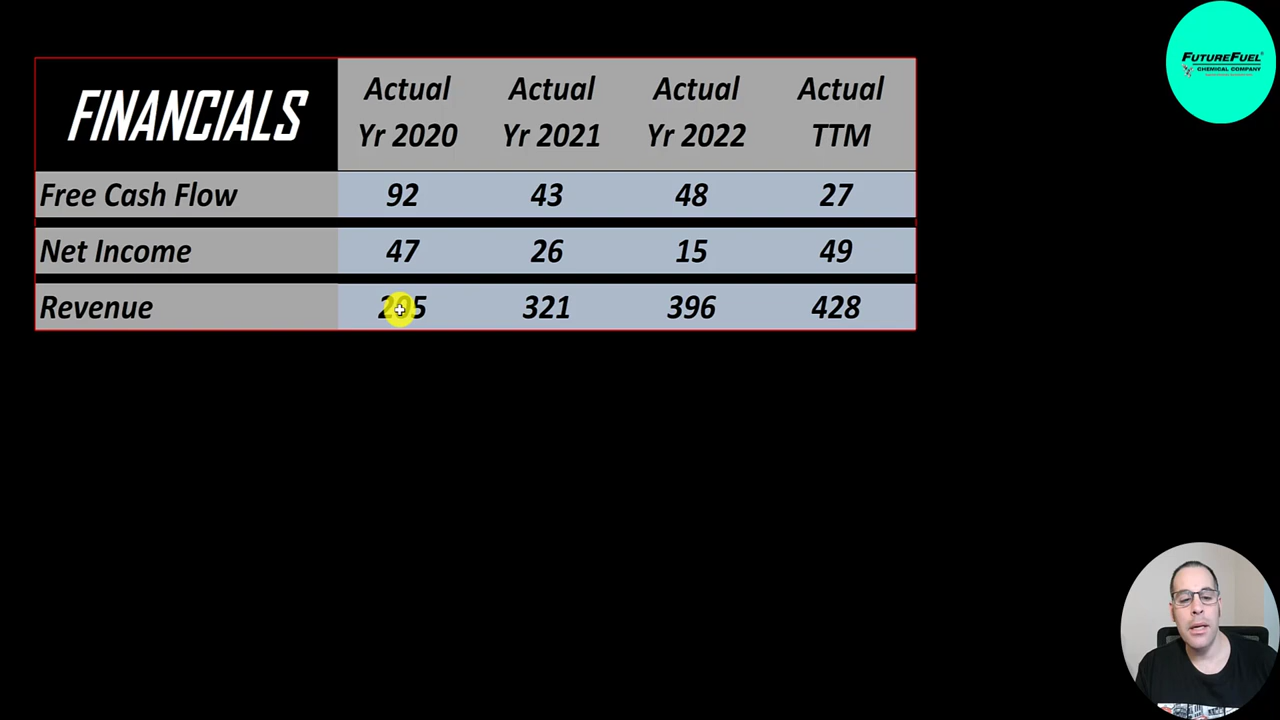 FUTUREFUEL
CHEMICAL COMPANY
FINANCIALS
Actual Yr 2020
Actual Yr 2021
Actual Yr 2022
Actual TTM
Free Cash Flow 92 43 48 27
Net Income 47 26 15 49
Revenue 205 321 396 428